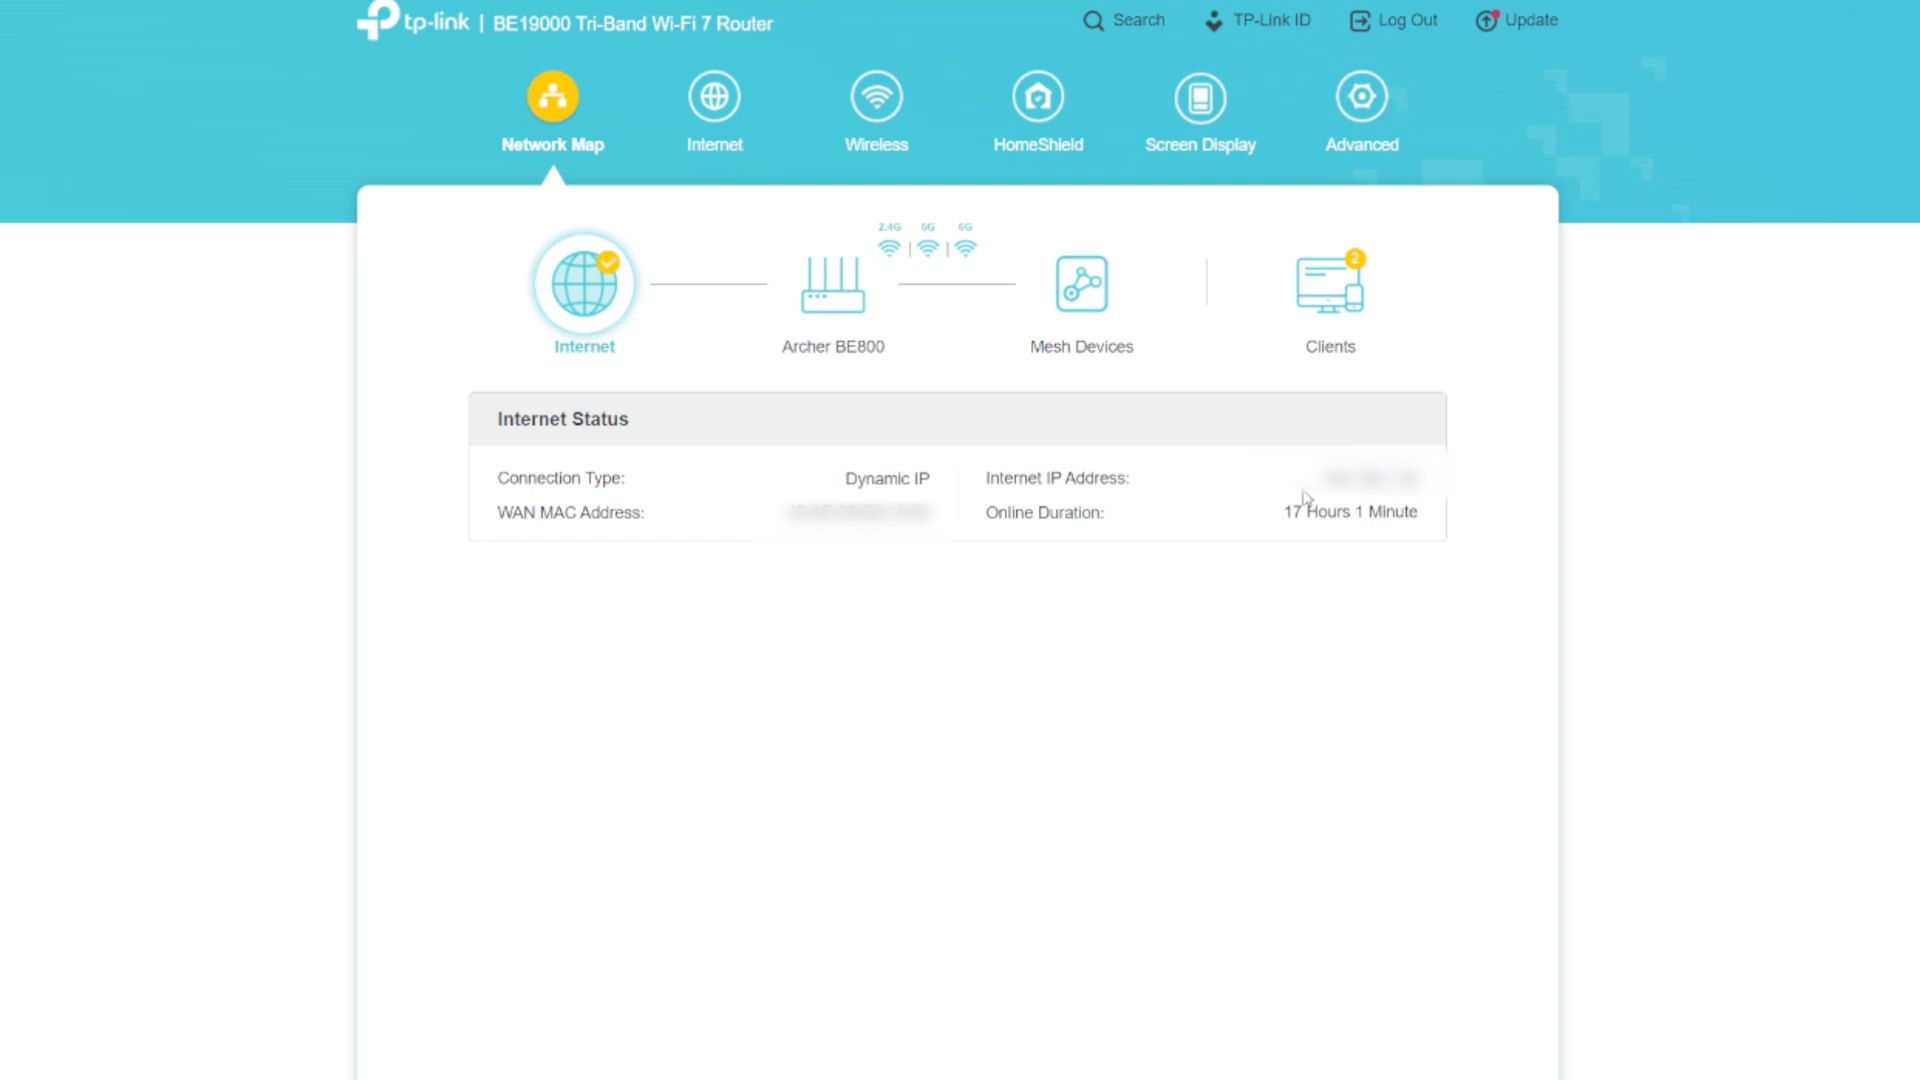 tp-link | BE19000 Tri-Band Wi-Fi 7 Router
Search TP-Link ID Log Out Update
Network Map Internet Wireless HomeShield Screen Display Advanced
2.4G 5G 6G
2
Internet Archer BE800 Mesh Devices Clients
Internet Status
Connection Type: Dynamic IP Internet IP Address:
WAN MAC Address: Online Duration: 17 Hours 1 Minute